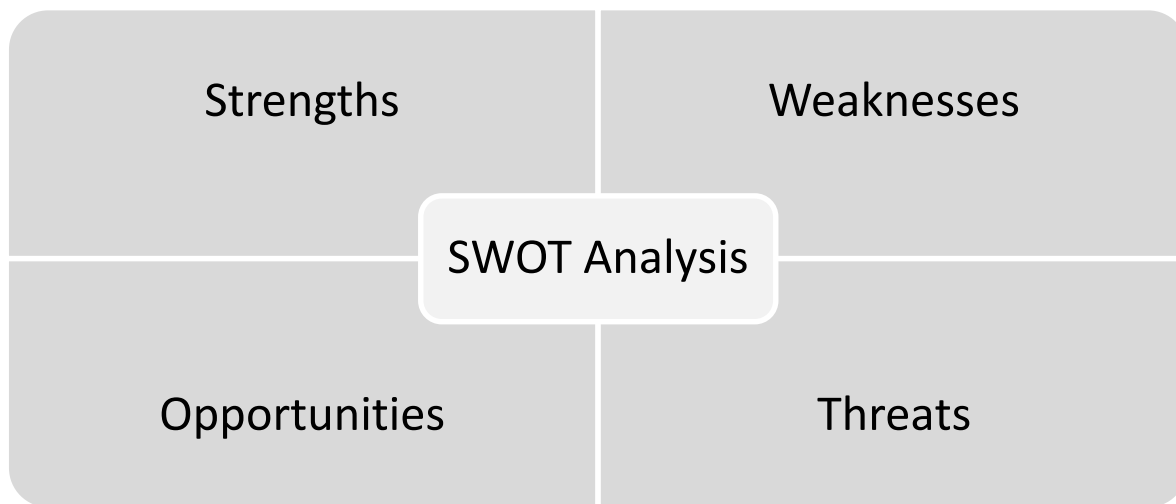 Strengths
Weaknesses
SWOT Analysis
Opportunities
Threats